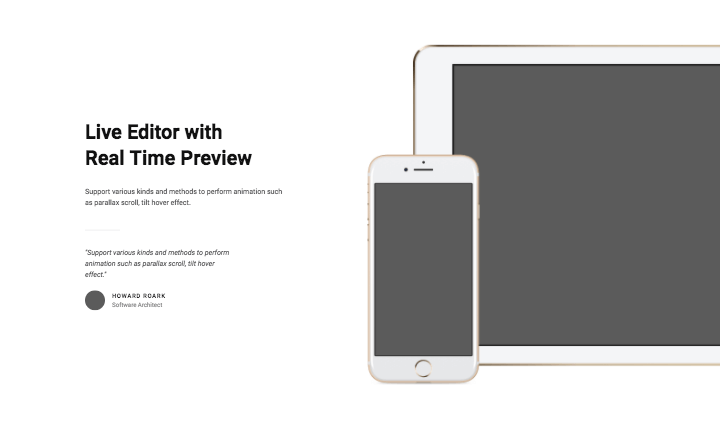 Live Editor with
Real Time Preview
Support various kinds and methods to perform animation such
as parallax scroll, tilt hover effect.
"Support various kinds and methods to perform
animation such as parallax scroll, tilt hover
effect."
HOWARD ROARK
Software Architect